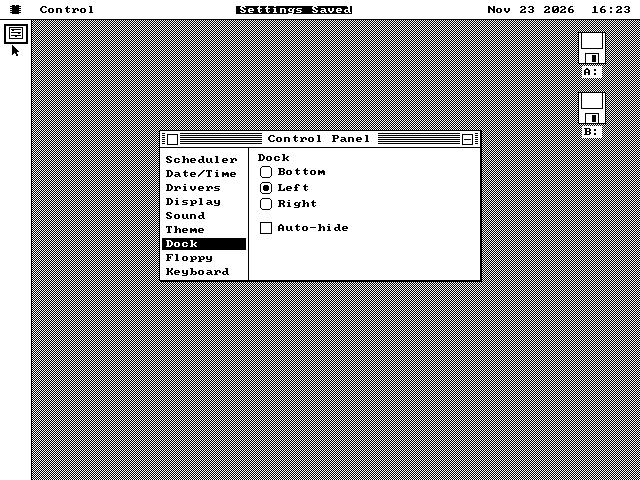 Control Settings Saved Nov 23 2026 16:23
A:
B:
Control Panel
Scheduler
Date/Time
Drivers
Display
Sound
Theme
Dock
Floppy
Keyboard
Dock
Bottom
Left
Right
Auto-hide